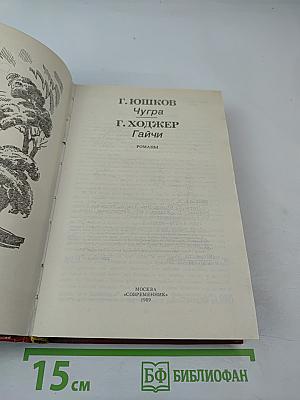 Г. ЮШКОВ
Чугра
Г. ХОДЖЕР
Гайчи
РОМАНЫ
МОСКВА
«СОВРЕМЕННИК»
1989
15 см
БФ БИБЛИОФАН